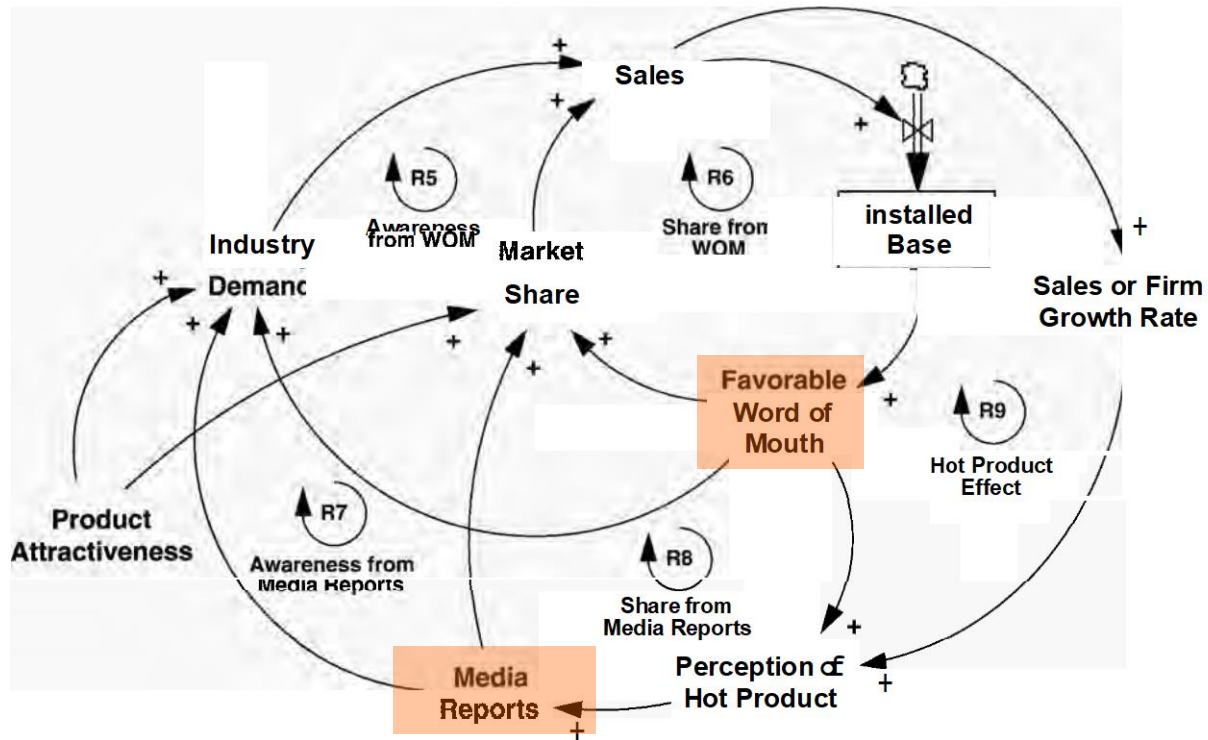 +
Sales
+
+
R5
Awareness
from WOM
R6
Share from
WOM
installed
Base
+
Industry
Demand
Market
Share
Sales or Firm
Growth Rate
+
+
+
+
+
+
Favorable
Word of
Mouth
+
R9
Hot Product
Effect
Product
Attractiveness
R7
Awareness from
Media Reports
R8
Share from
Media Reports
+
Media
Reports
Perception of
Hot Product
+
+